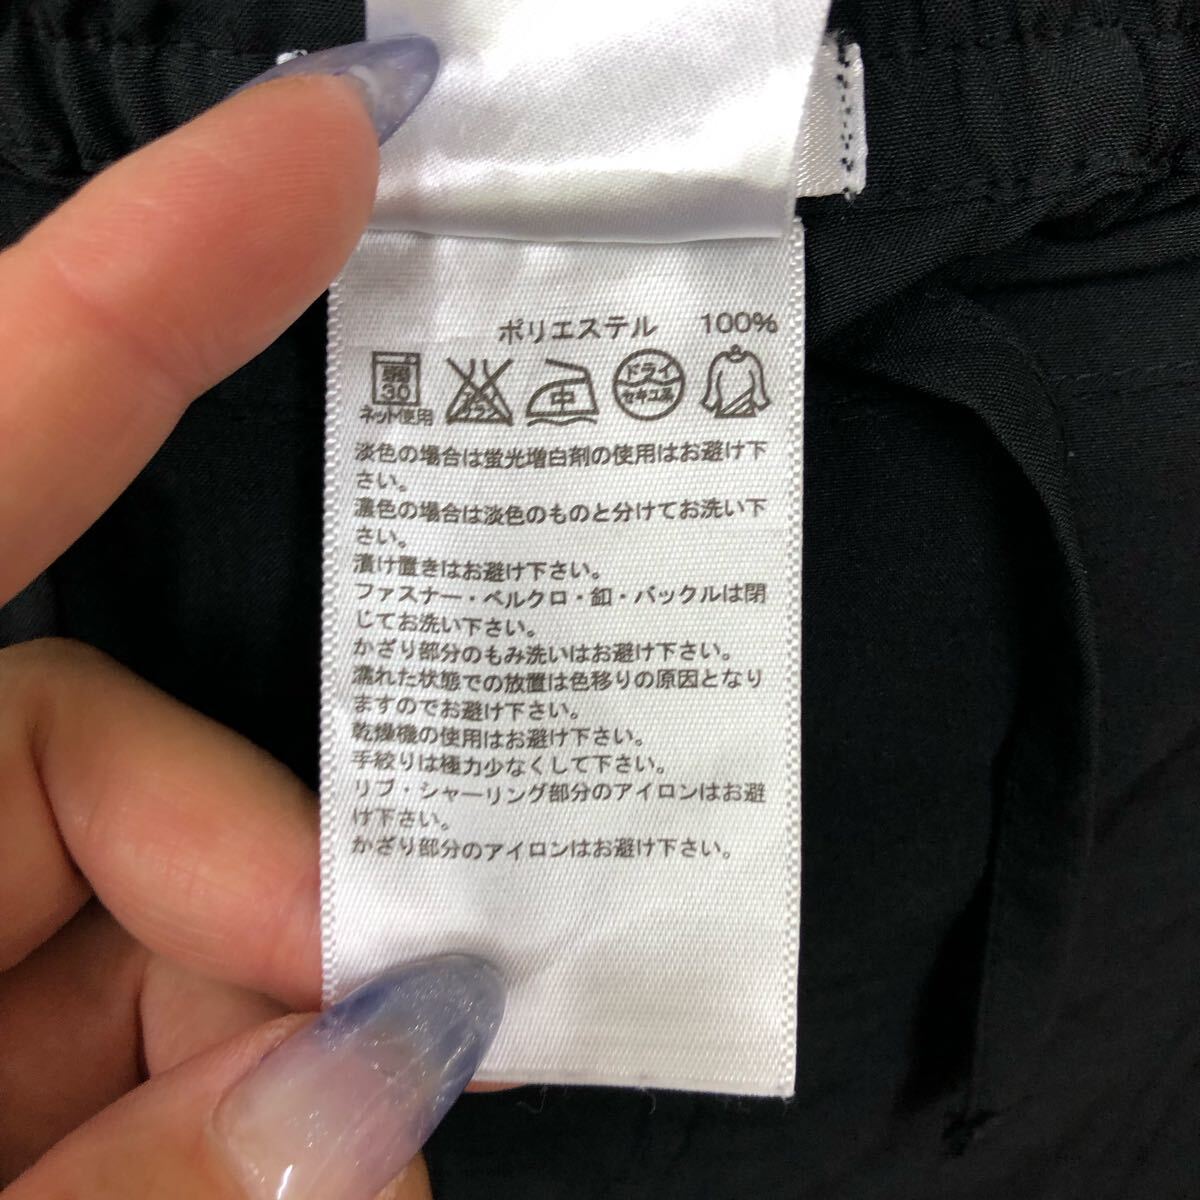 ポリエステル 100%
30
ネット使用
中
ドライ
セキユ系
淡色の場合は蛍光増白剤の使用はお避け下
さい。
濃色の場合は淡色のものと分けてお洗い下
さい。
漬け置きはお避け下さい。
ファスナー・ベルクロ・釦・バックルは閉
じてお洗い下さい。
かざり部分のもみ洗いはお避け下さい。
濡れた状態での放置は色移りの原因となり
ますのでお避け下さい。
乾燥機の使用はお避け下さい。
手絞りは極力少なくして下さい。
リブ・シャーリング部分のアイロンはお避
け下さい。
かざり部分のアイロンはお避け下さい。